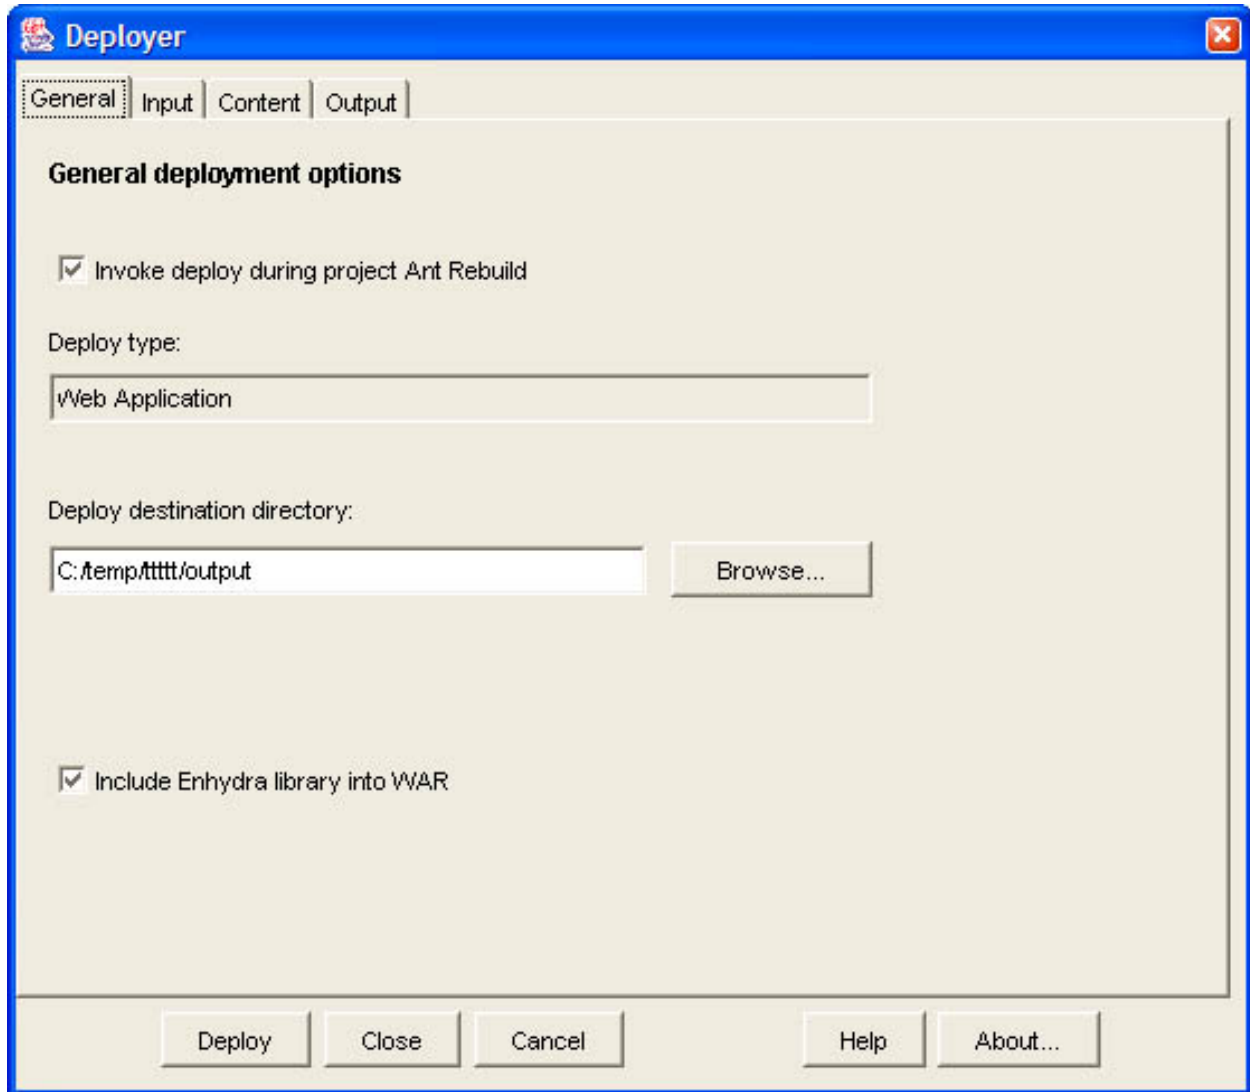 Deployer
General Input Content Output
General deployment options
Invoke deploy during project Ant Rebuild
Deploy type:
Web Application
Deploy destination directory:
C:/temp/ttttt/output Browse...
Include Enhydra library into WAR
Deploy Close Cancel Help About...